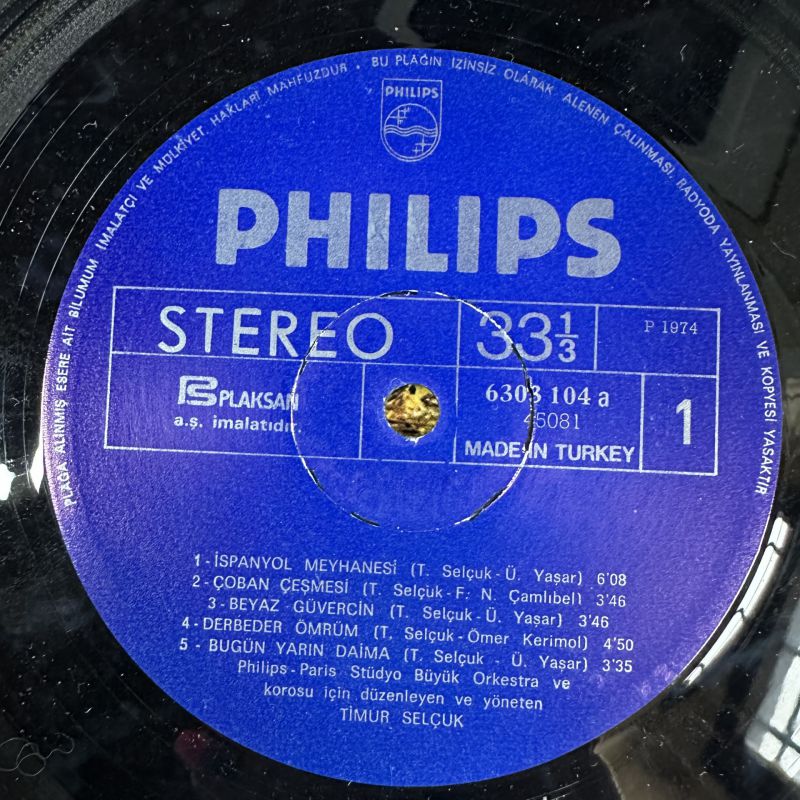 PLAĞA ALINMIŞ ESERE AİT BİLUMUM İMALATÇI VE MÜLKİYET HAKLARI MAHFUZDUR . BU PLAĞIN İZİNSİZ OLARAK ALENEN ÇALINMASI, RADYODA YAYINLANMASI VE KOPYESİ YASAKTIR
PHILIPS
PHILIPS
STEREO
33 1/3
P 1974
PLAKSAN
a.ş. imalatıdır.
6303 104 a
45081
MADE IN TURKEY
1
1 - İSPANYOL MEYHANESİ (T. Selçuk - Ü. Yaşar) 6'08
2 - ÇOBAN ÇEŞMESİ (T. Selçuk - F. N. Çamlıbel) 3'46
3 - BEYAZ GÜVERCİN (T. Selçuk - Ü. Yaşar) 3'46
4 - DERBEDER ÖMRÜM (T. Selçuk - Ömer Kerimol) 4'50
5 - BUGÜN YARIN DAİMA (T. Selçuk - Ü. Yaşar) 3'35
Philips - Paris Stüdyo Büyük Orkestra ve
korosu için düzenleyen ve yöneten
TİMUR SELÇUK